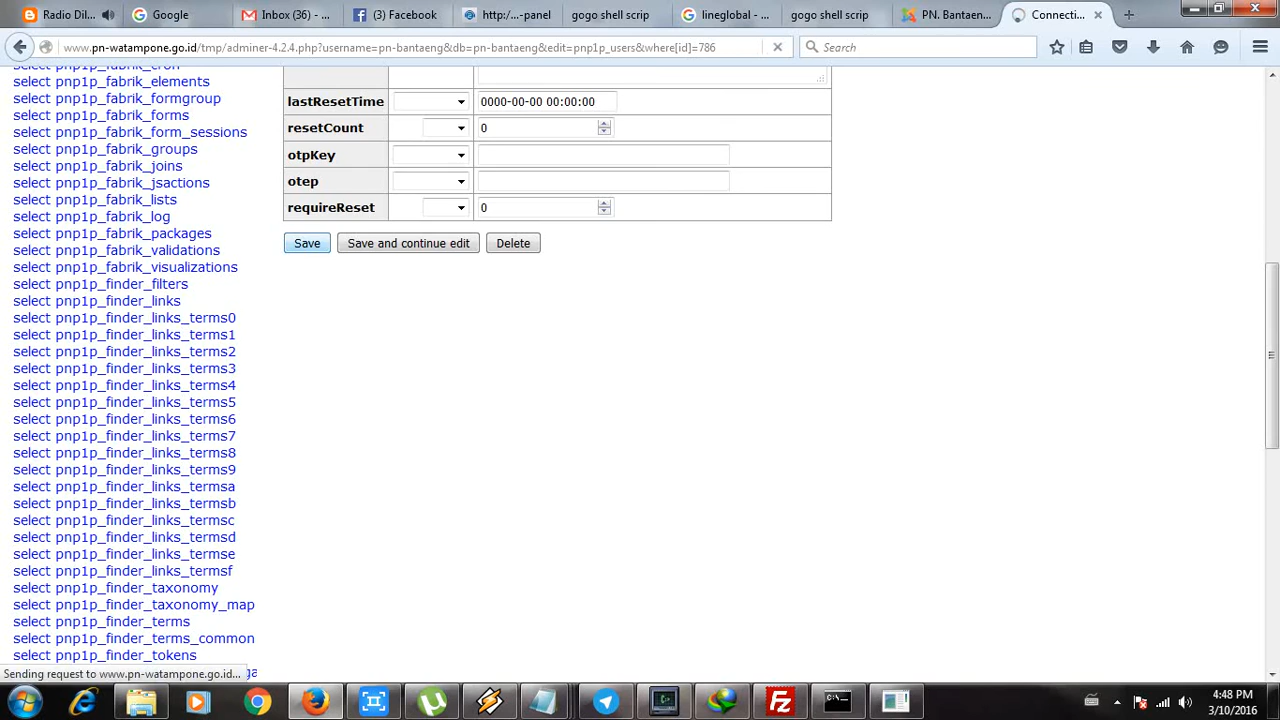 Radio Dil...
Google
Inbox (36) - ...
(3) Facebook
http:/...-panel
gogo shell scrip
lineglobal - ...
gogo shell scrip
PN. Bantaen...
Connecti...
www.pn-watampone.go.id/tmp/adminer-4.2.4.php?username=pn-bantaeng&db=pn-bantaeng&edit=pnp1p_users&where[id]=786
Search
select pnp1p_fabrik_cron
select pnp1p_fabrik_elements
select pnp1p_fabrik_formgroup
select pnp1p_fabrik_forms
select pnp1p_fabrik_form_sessions
select pnp1p_fabrik_groups
select pnp1p_fabrik_joins
select pnp1p_fabrik_jsactions
select pnp1p_fabrik_lists
select pnp1p_fabrik_log
select pnp1p_fabrik_packages
select pnp1p_fabrik_validations
select pnp1p_fabrik_visualizations
select pnp1p_finder_filters
select pnp1p_finder_links
select pnp1p_finder_links_terms0
select pnp1p_finder_links_terms1
select pnp1p_finder_links_terms2
select pnp1p_finder_links_terms3
select pnp1p_finder_links_terms4
select pnp1p_finder_links_terms5
select pnp1p_finder_links_terms6
select pnp1p_finder_links_terms7
select pnp1p_finder_links_terms8
select pnp1p_finder_links_terms9
select pnp1p_finder_links_termsa
select pnp1p_finder_links_termsb
select pnp1p_finder_links_termsc
select pnp1p_finder_links_termsd
select pnp1p_finder_links_termse
select pnp1p_finder_links_termsf
select pnp1p_finder_taxonomy
select pnp1p_finder_taxonomy_map
select pnp1p_finder_terms
select pnp1p_finder_terms_common
select pnp1p_finder_tokens
lastResetTime 0000-00-00 00:00:00
resetCount 0
otpKey
otep
requireReset 0
Save
Save and continue edit
Delete
Sending request to www.pn-watampone.go.id...
4:48 PM
3/10/2016